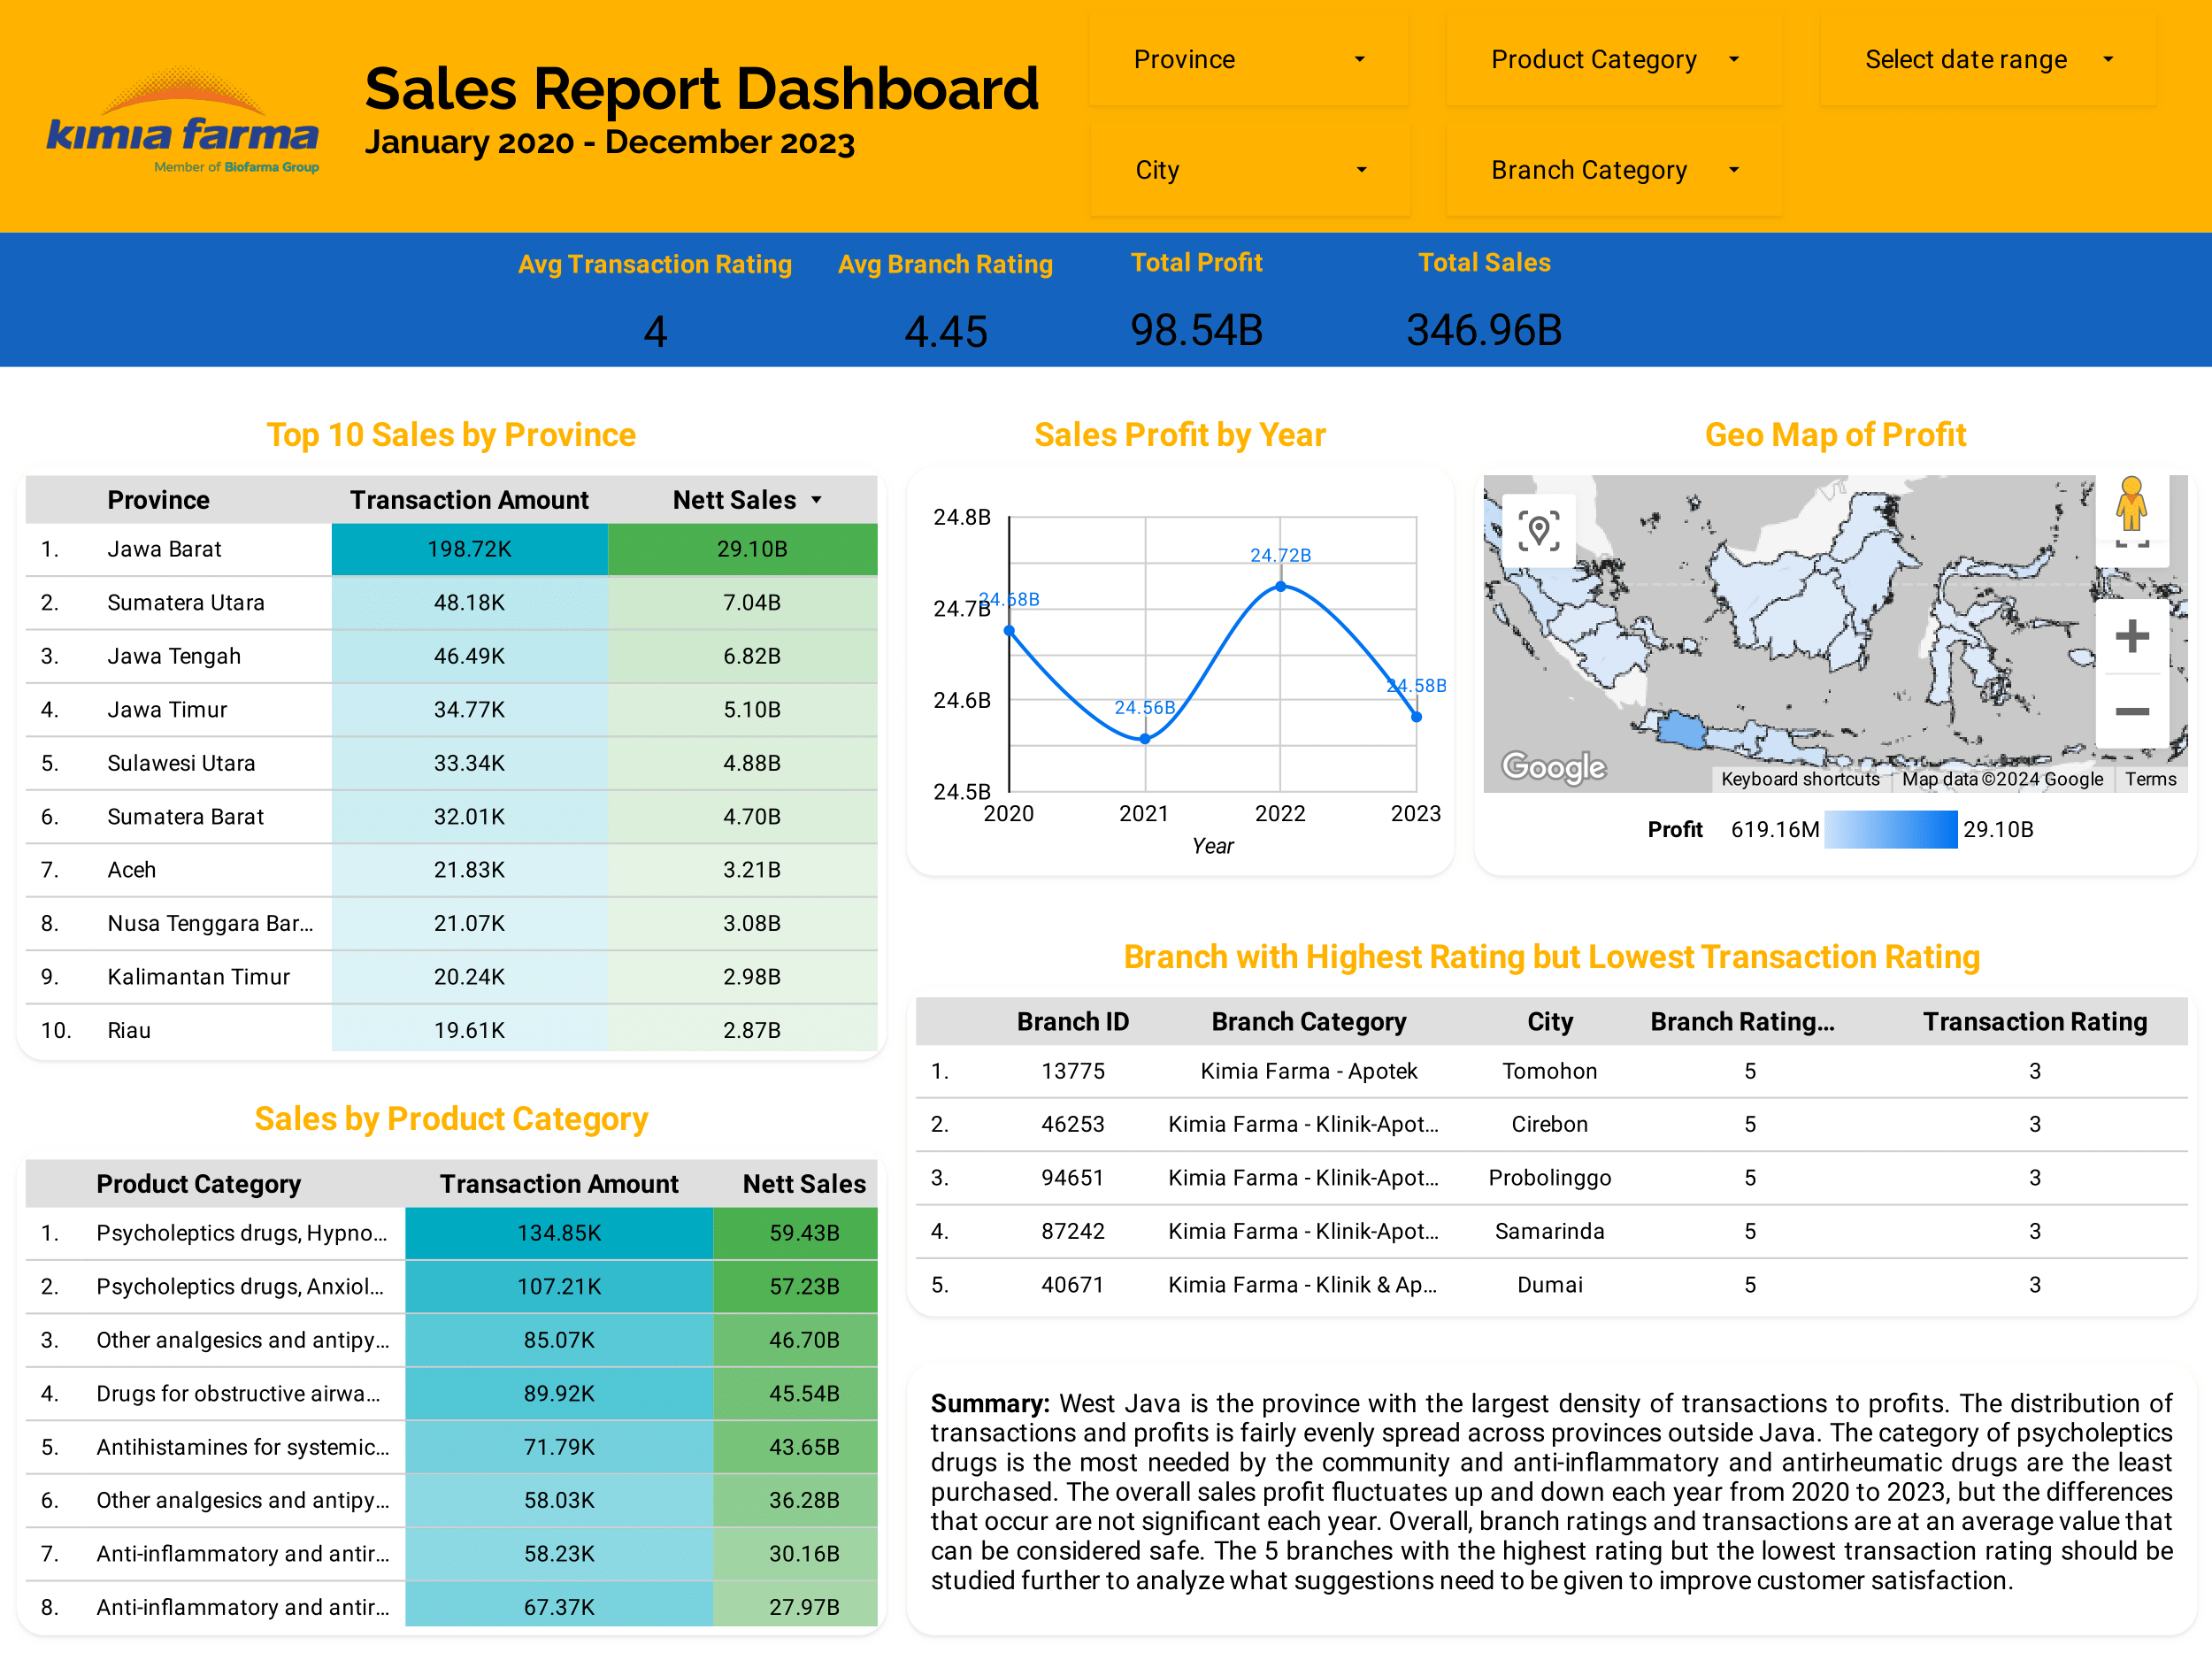 kimia farma
Member of Biofarma Group
Sales Report Dashboard
January 2020 - December 2023
Province
Product Category
Select date range
City
Branch Category
Avg Transaction Rating
4
Avg Branch Rating
4.45
Total Profit
98.54B
Total Sales
346.96B
Top 10 Sales by Province
Province Transaction Amount Nett Sales
1. Jawa Barat 198.72K 29.10B
2. Sumatera Utara 48.18K 7.04B
3. Jawa Tengah 46.49K 6.82B
4. Jawa Timur 34.77K 5.10B
5. Sulawesi Utara 33.34K 4.88B
6. Sumatera Barat 32.01K 4.70B
7. Aceh 21.83K 3.21B
8. Nusa Tenggara Bar... 21.07K 3.08B
9. Kalimantan Timur 20.24K 2.98B
10. Riau 19.61K 2.87B
Sales by Product Category
Product Category Transaction Amount Nett Sales
1. Psycholeptics drugs, Hypno... 134.85K 59.43B
2. Psycholeptics drugs, Anxiol... 107.21K 57.23B
3. Other analgesics and antipy... 85.07K 46.70B
4. Drugs for obstructive airwa... 89.92K 45.54B
5. Antihistamines for systemic... 71.79K 43.65B
6. Other analgesics and antipy... 58.03K 36.28B
7. Anti-inflammatory and antir... 58.23K 30.16B
8. Anti-inflammatory and antir... 67.37K 27.97B
Sales Profit by Year
24.8B
24.7B
24.6B
24.5B
24.68B
24.56B
24.72B
24.58B
2020 2021 2022 2023
Year
Geo Map of Profit
Google
Keyboard shortcuts Map data ©2024 Google Terms
Profit 619.16M 29.10B
Branch with Highest Rating but Lowest Transaction Rating
Branch ID Branch Category City Branch Rating... Transaction Rating
1. 13775 Kimia Farma - Apotek Tomohon 5 3
2. 46253 Kimia Farma - Klinik-Apot... Cirebon 5 3
3. 94651 Kimia Farma - Klinik-Apot... Probolinggo 5 3
4. 87242 Kimia Farma - Klinik-Apot... Samarinda 5 3
5. 40671 Kimia Farma - Klinik & Ap... Dumai 5 3
Summary: West Java is the province with the largest density of transactions to profits. The distribution of
transactions and profits is fairly evenly spread across provinces outside Java. The category of psycholeptics
drugs is the most needed by the community and anti-inflammatory and antirheumatic drugs are the least
purchased. The overall sales profit fluctuates up and down each year from 2020 to 2023, but the differences
that occur are not significant each year. Overall, branch ratings and transactions are at an average value that
can be considered safe. The 5 branches with the highest rating but the lowest transaction rating should be
studied further to analyze what suggestions need to be given to improve customer satisfaction.